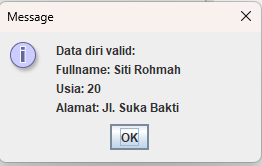 Message
Data diri valid:
Fullname: Siti Rohmah
Usia: 20
Alamat: Jl. Suka Bakti
OK